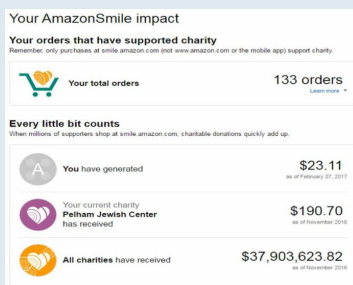 Your AmazonSmile impact
Your orders that have supported charity
Remember, only purchases at smile.amazon.com (not www.amazon.com or the mobile app) support charity.
Your total orders
133 orders
Learn more
Every little bit counts
When millions of supporters shop at smile.amazon.com, charitable donations quickly add up.
A
You have generated
$23.11
as of February 07, 2017
Your current charity
Pelham Jewish Center
has received
$190.70
as of November 2016
All charities have received
$37,903,623.82
as of November 2016